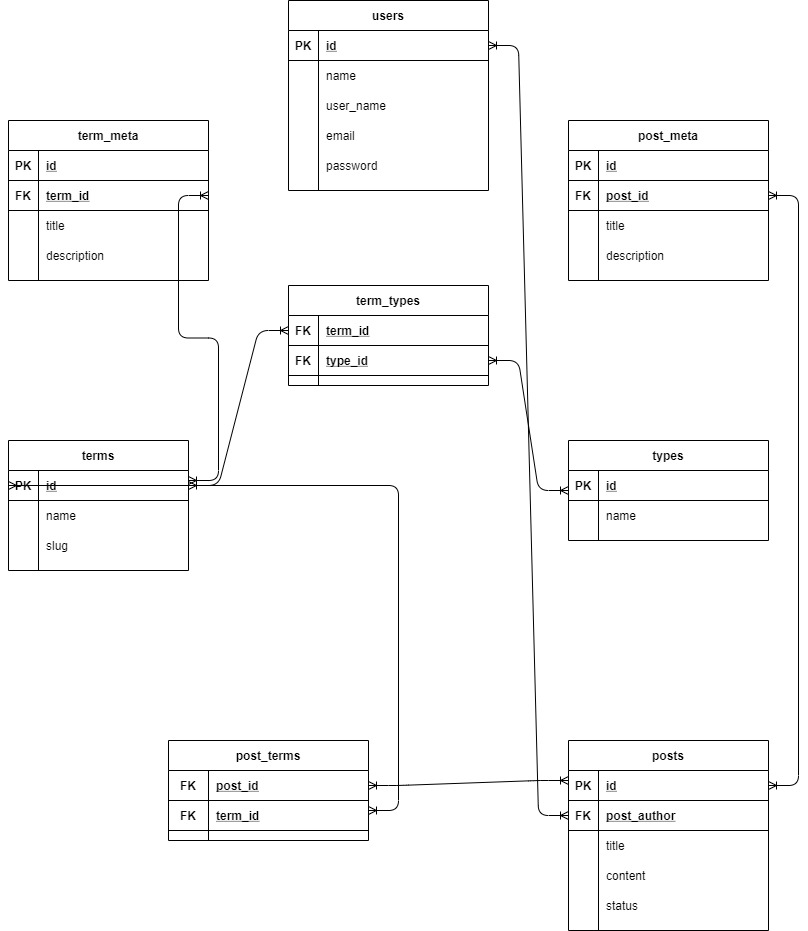 users
PK id
name
user_name
email
password
term_meta
PK id
FK term_id
title
description
post_meta
PK id
FK post_id
title
description
term_types
FK term_id
FK type_id
terms
PK id
name
slug
types
PK id
name
post_terms
FK post_id
FK term_id
posts
PK id
FK post_author
title
content
status